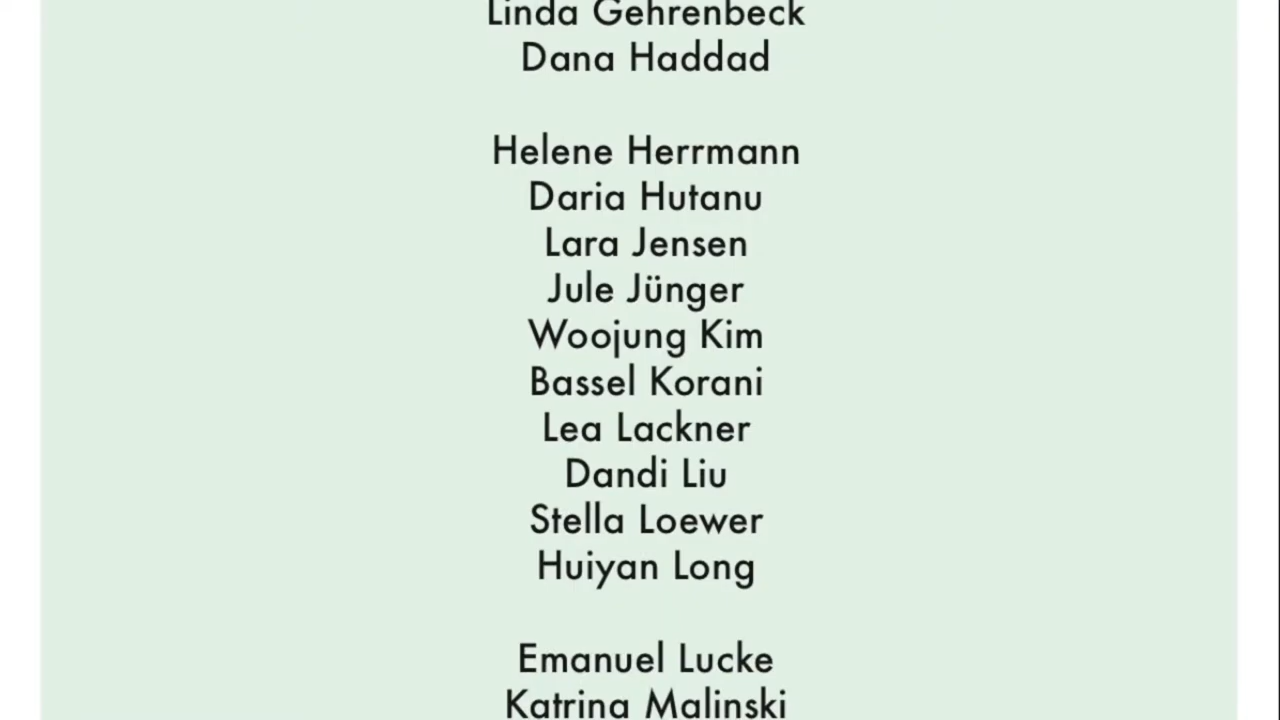 Linda Gehrenbeck
Dana Haddad
Helene Herrmann
Daria Hutanu
Lara Jensen
Jule Jünger
Woojung Kim
Bassel Korani
Lea Lackner
Dandi Liu
Stella Loewer
Huiyan Long
Emanuel Lucke
Katrina Malinski